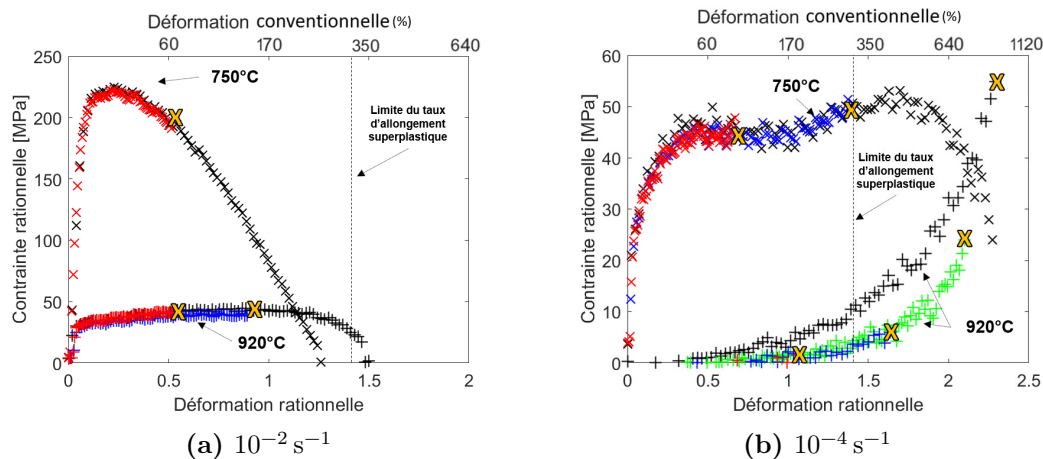 Déformation conventionnelle (%)
60 170 350 640
250
200
150
100
50
0
Contrainte rationnelle [MPa]
750°C
Limite du taux
d'allongement
superplastique
920°C
0 0.5 1 1.5 2
Déformation rationnelle
(a) 10⁻² s⁻¹
Déformation conventionnelle (%)
60 170 350 640 1120
60
50
40
30
20
10
0
Contrainte rationnelle [MPa]
750°C
Limite du taux
d'allongement
superplastique
920°C
0 0.5 1 1.5 2 2.5
Déformation rationnelle
(b) 10⁻⁴ s⁻¹